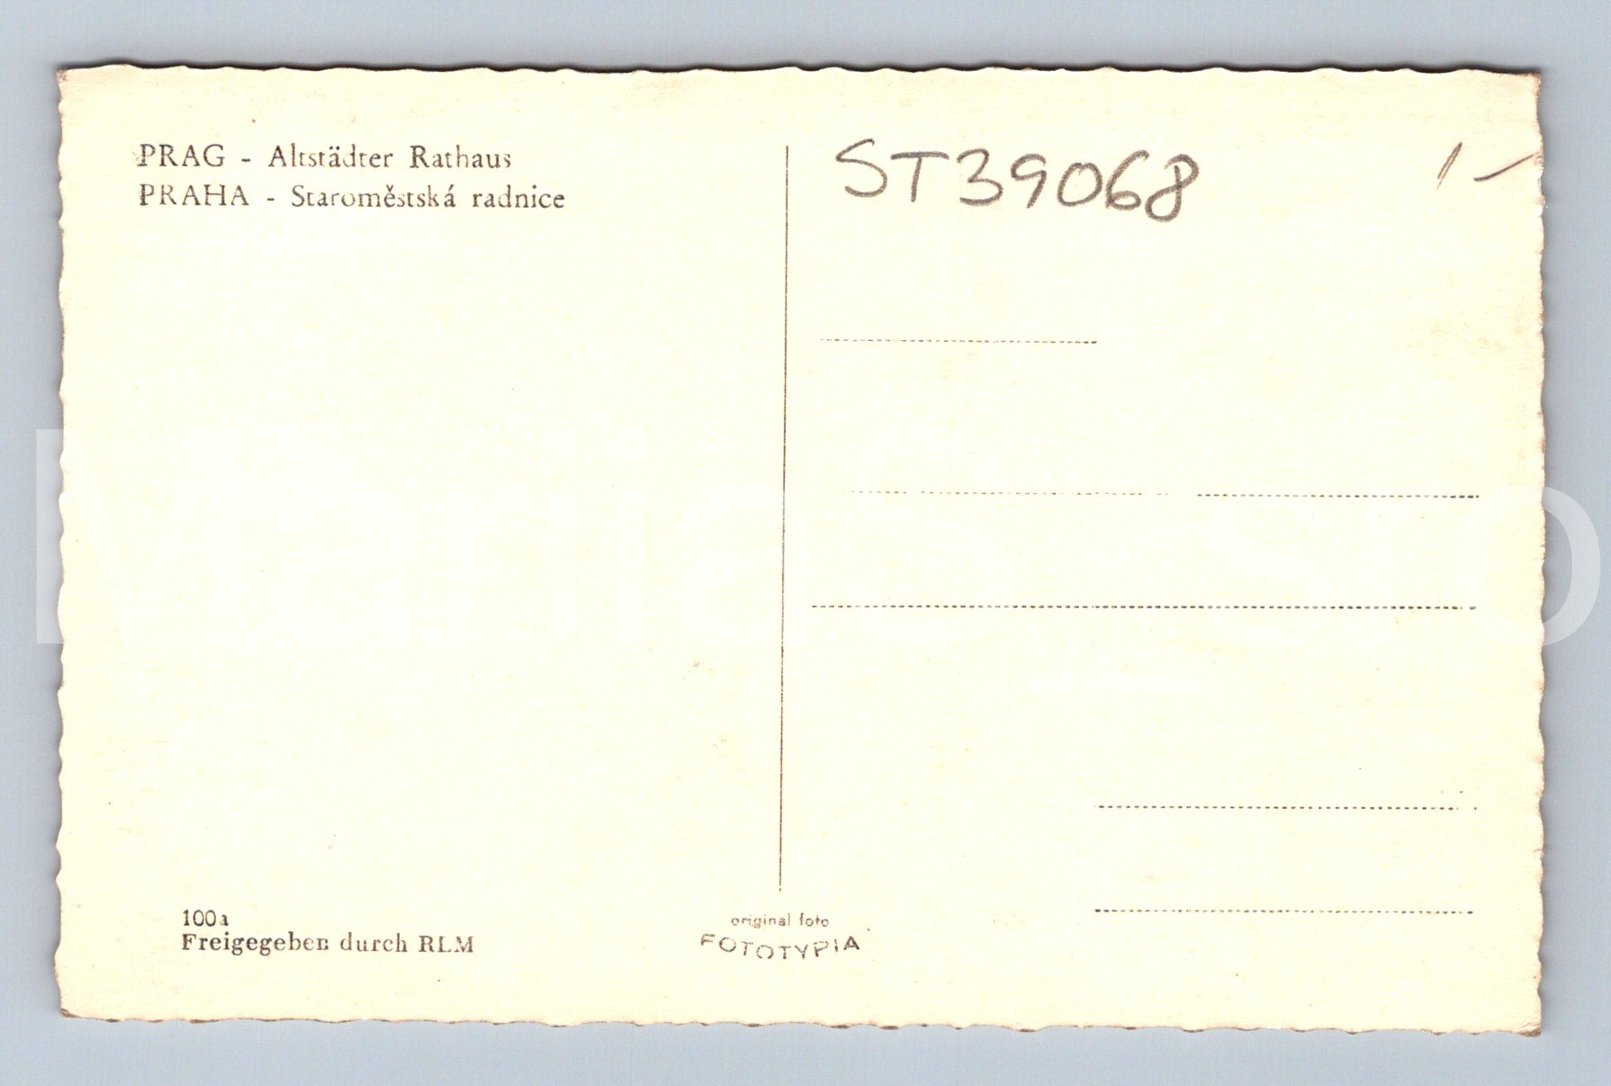 PRAG - Altstädter Rathaus
PRAHA - Staroměstská radnice
ST39068
1-
100a
Freigegeben durch RLM
original foto
FOTOTYPIA